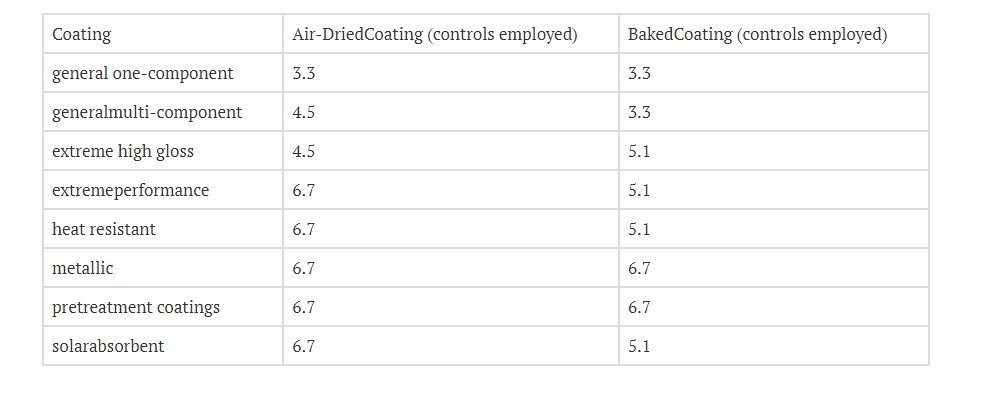 Coating Air-DriedCoating (controls employed) BakedCoating (controls employed)
general one-component 3.3 3.3
generalmulti-component 4.5 3.3
extreme high gloss 4.5 5.1
extremeperformance 6.7 5.1
heat resistant 6.7 5.1
metallic 6.7 6.7
pretreatment coatings 6.7 6.7
solarabsorbent 6.7 5.1